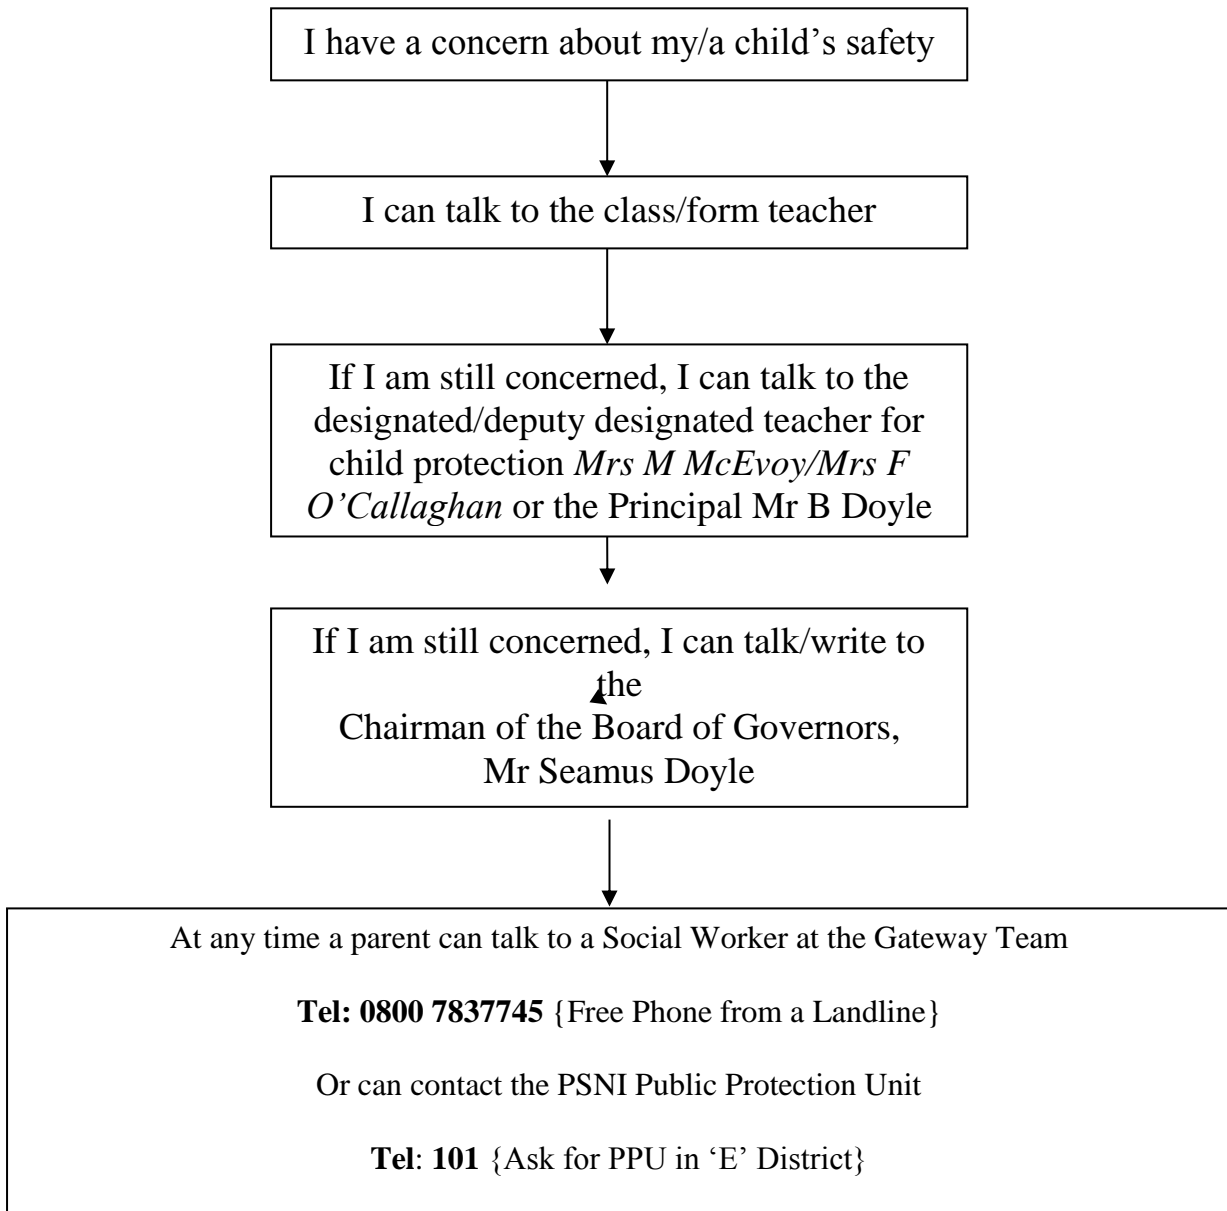 I have a concern about my/a child’s safety
I can talk to the class/form teacher
If I am still concerned, I can talk to the
designated/deputy designated teacher for
child protection Mrs M McEvoy/Mrs F
O’Callaghan or the Principal Mr B Doyle
If I am still concerned, I can talk/write to
the
Chairman of the Board of Governors,
Mr Seamus Doyle
At any time a parent can talk to a Social Worker at the Gateway Team
Tel: 0800 7837745 {Free Phone from a Landline}
Or can contact the PSNI Public Protection Unit
Tel: 101 {Ask for PPU in ‘E’ District}